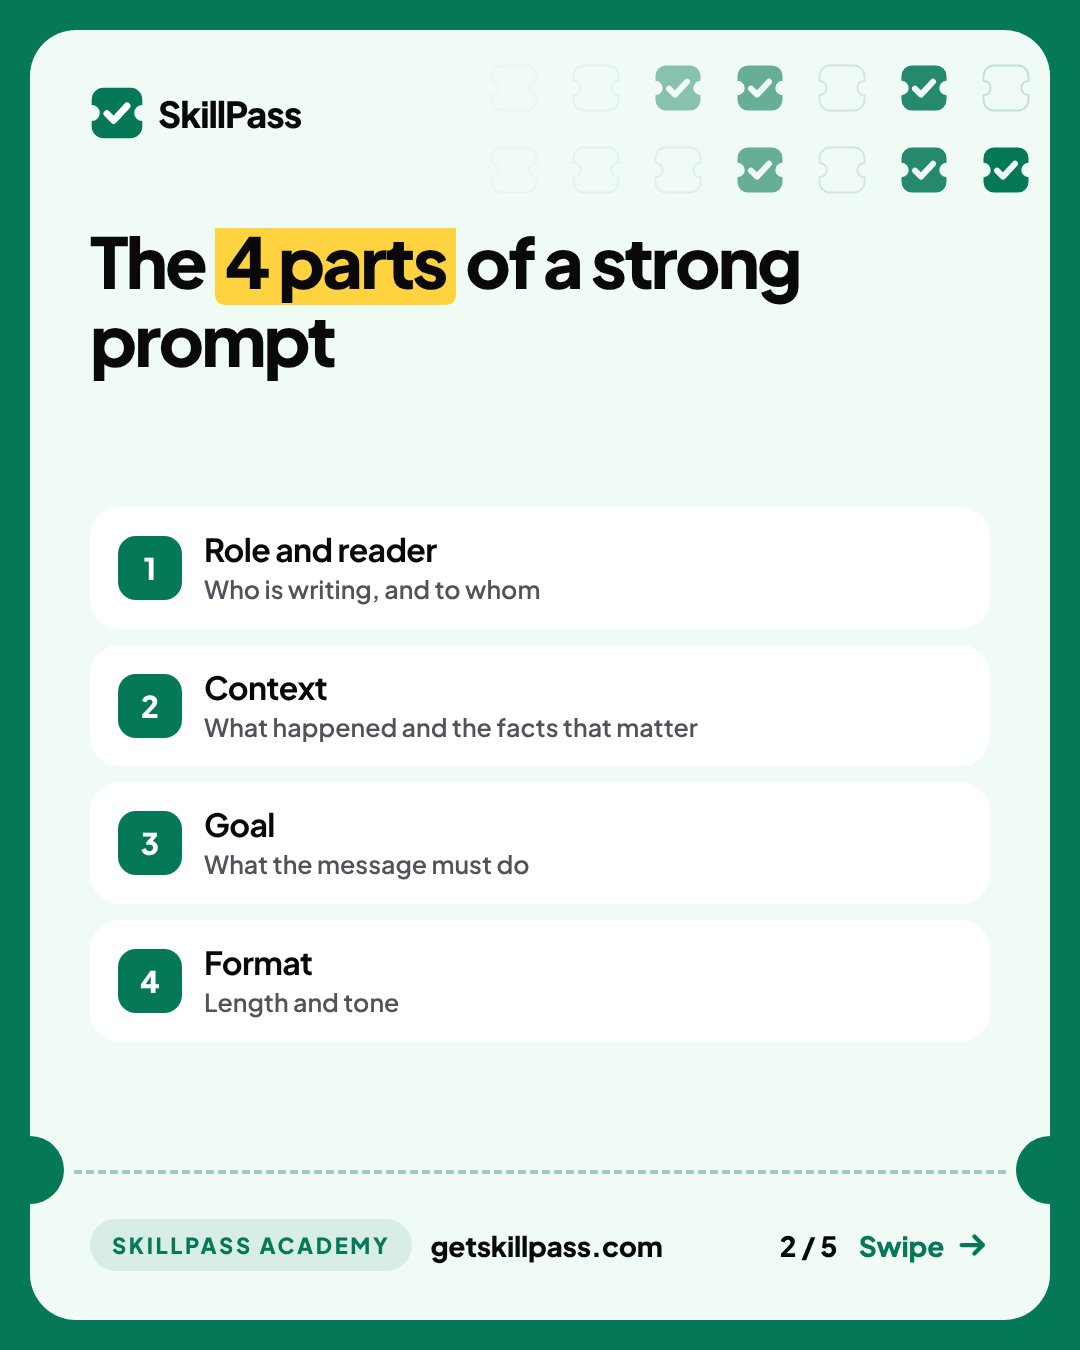 SkillPass
The 4 parts of a strong
prompt
1
Role and reader
Who is writing, and to whom
2
Context
What happened and the facts that matter
3
Goal
What the message must do
4
Format
Length and tone
SKILLPASS ACADEMY getskillpass.com 2 / 5 Swipe →